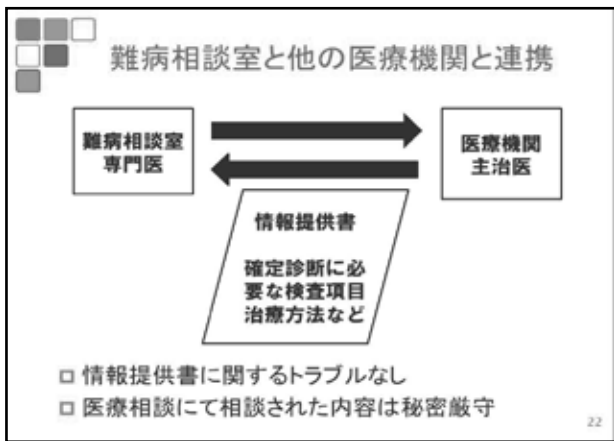 難病相談室と他の医療機関と連携
難病相談室
専門医
医療機関
主治医
情報提供書
確定診断に必
要な検査項目
治療方法など
情報提供書に関するトラブルなし
医療相談にて相談された内容は秘密厳守
22